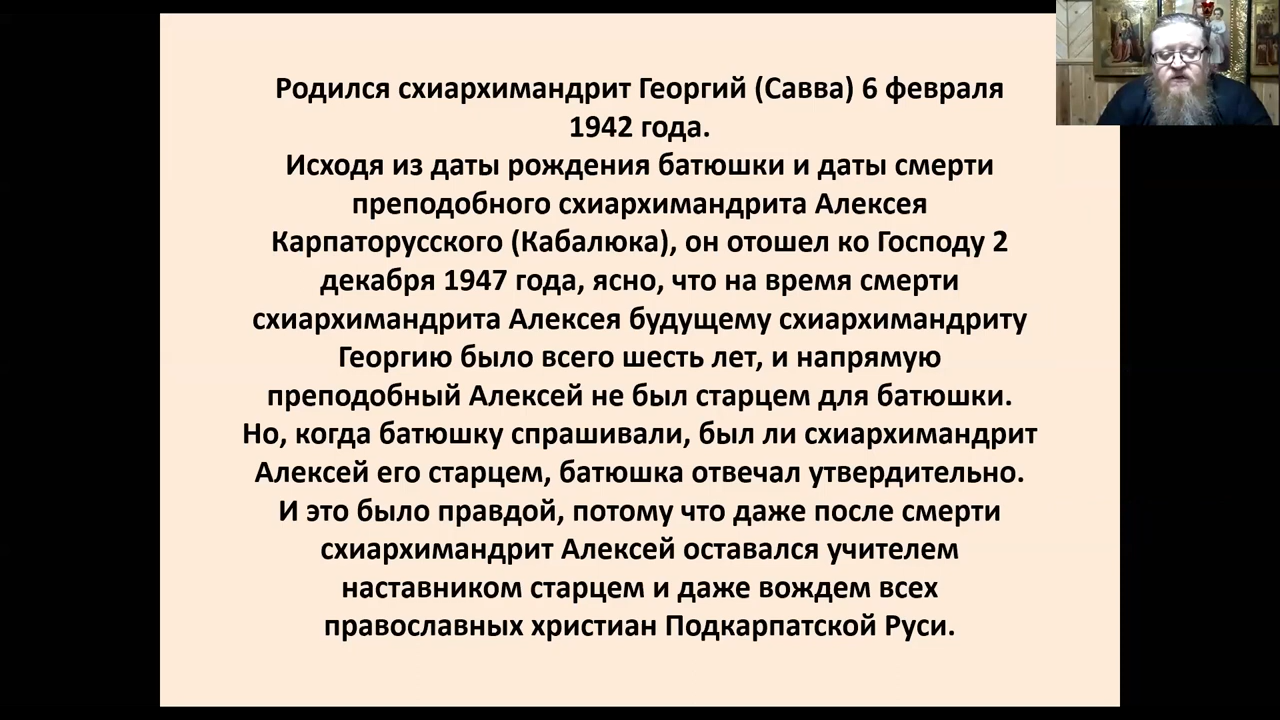 Родился схиархимандрит Георгий (Савва) 6 февраля
1942 года.
Исходя из даты рождения батюшки и даты смерти
преподобного схиархимандрита Алексея
Карпаторусского (Кабалюка), он отошел ко Господу 2
декабря 1947 года, ясно, что на время смерти
схиархимандрита Алексея будущему схиархимандриту
Георгию было всего шесть лет, и напрямую
преподобный Алексей не был старцем для батюшки.
Но, когда батюшку спрашивали, был ли схиархимандрит
Алексей его старцем, батюшка отвечал утвердительно.
И это было правдой, потому что даже после смерти
схиархимандрит Алексей оставался учителем
наставником старцем и даже вождем всех
православных христиан Подкарпатской Руси.